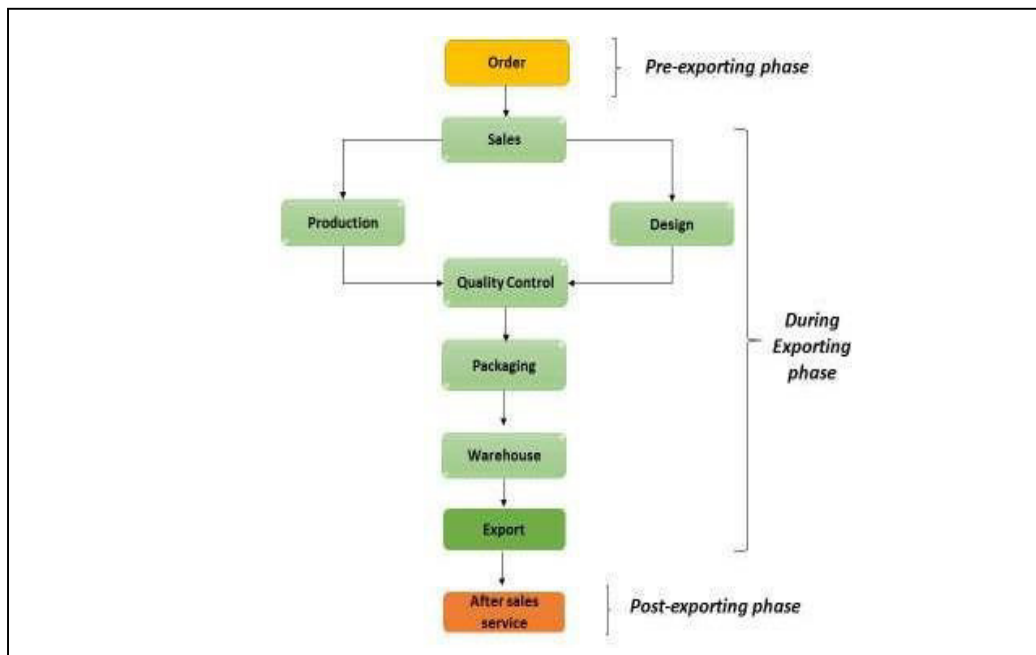 Order
Pre-exporting phase
Sales
Production
Design
Quality Control
During
Exporting
phase
Packaging
Warehouse
Export
After sales
service
Post-exporting phase